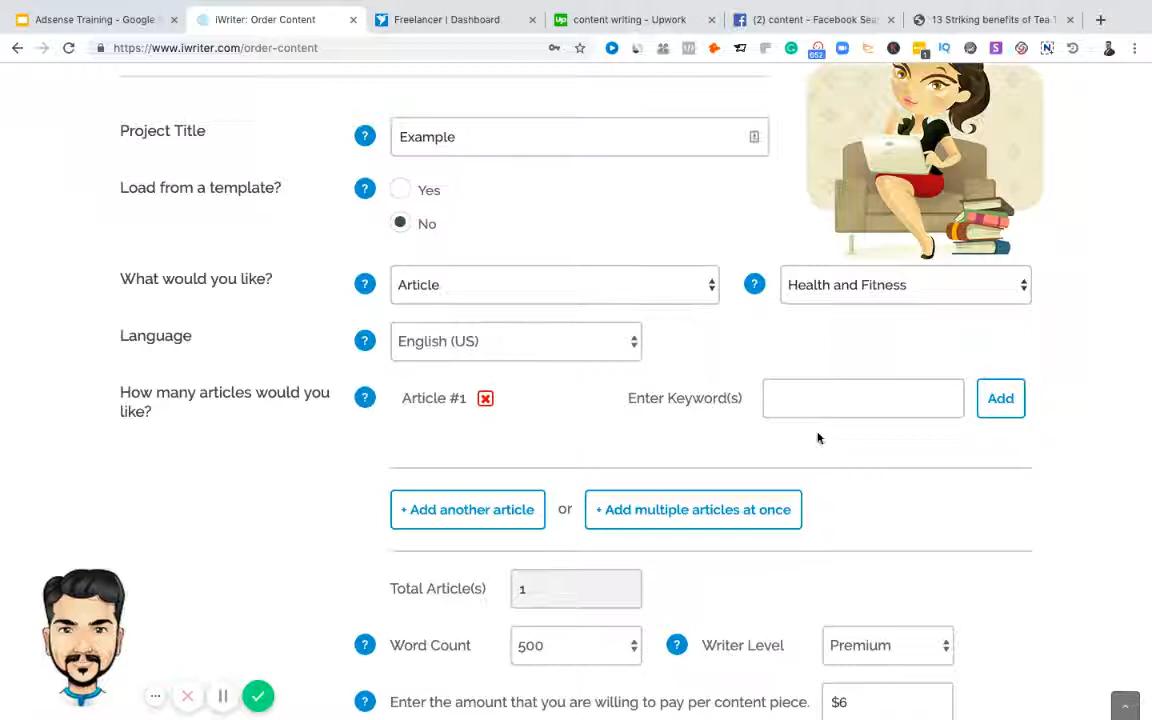 Adsense Training - Google
iWriter: Order Content
Freelancer | Dashboard
content writing - Upwork
(2) content - Facebook Sea
13 Striking benefits of Tea T
https://www.iwriter.com/order-content
Project Title
Example
Load from a template?
Yes
No
What would you like?
Article
Health and Fitness
Language
English (US)
How many articles would you
like?
Article #1
Enter Keyword(s)
Add
+ Add another article
or
+ Add multiple articles at once
Total Article(s)
1
Word Count
500
Writer Level
Premium
Enter the amount that you are willing to pay per content piece.
$6